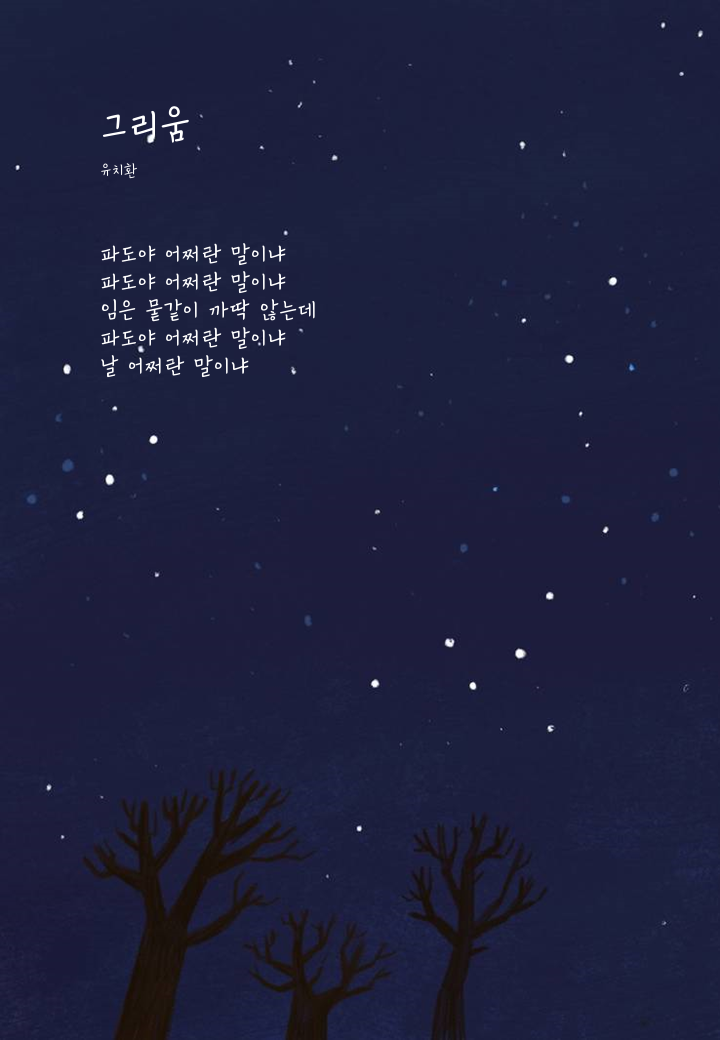 그리움
유치환
파도야 어쩌란 말이냐
파도야 어쩌란 말이냐
임은 뭍같이 까딱 않는데
파도야 어쩌란 말이냐
날 어쩌란 말이냐